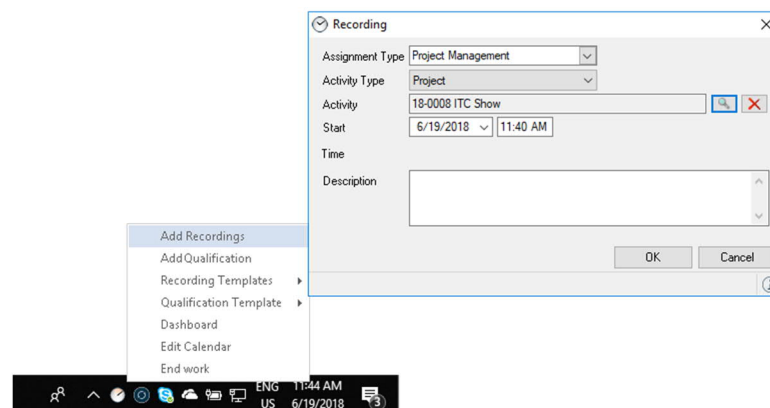 Recording
Assignment Type Project Management
Activity Type Project
Activity 18-0008 ITC Show
Start 6/19/2018 11:40 AM
Time
Description
OK Cancel
Add Recordings
Add Qualification
Recording Templates
Qualification Template
Dashboard
Edit Calendar
End work
ENG 11:44 AM
US 6/19/2018 3